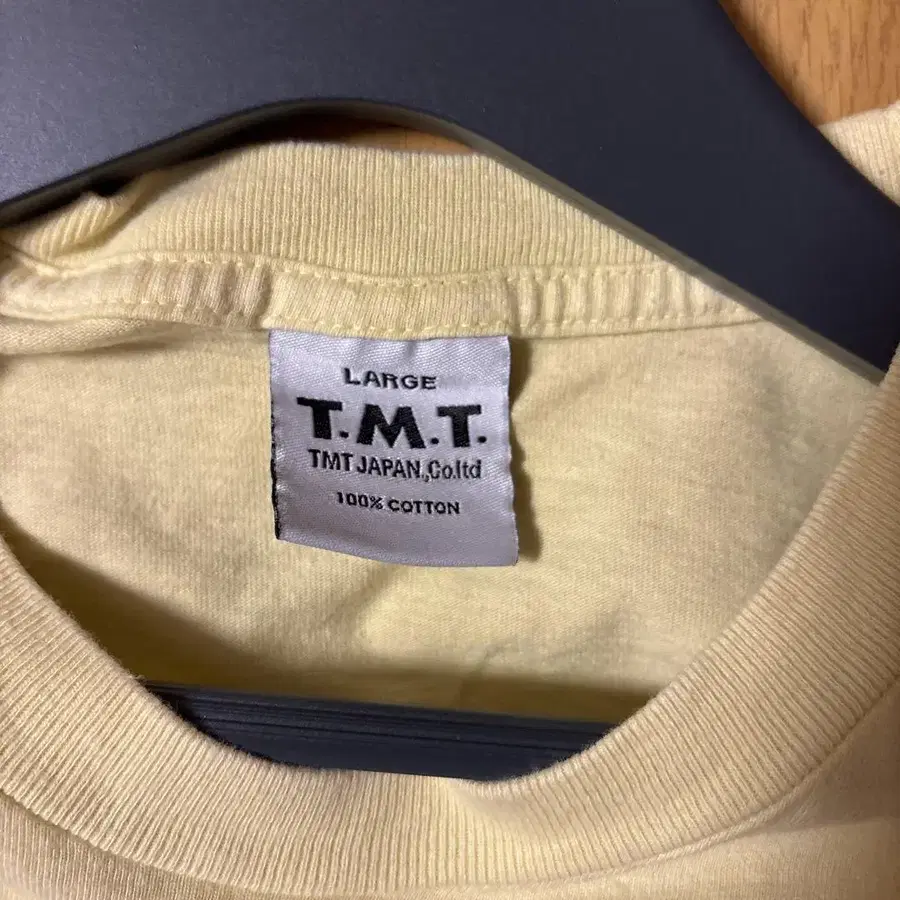 LARGE
T.M.T.
TMT JAPAN.,Co.ltd
100% COTTON